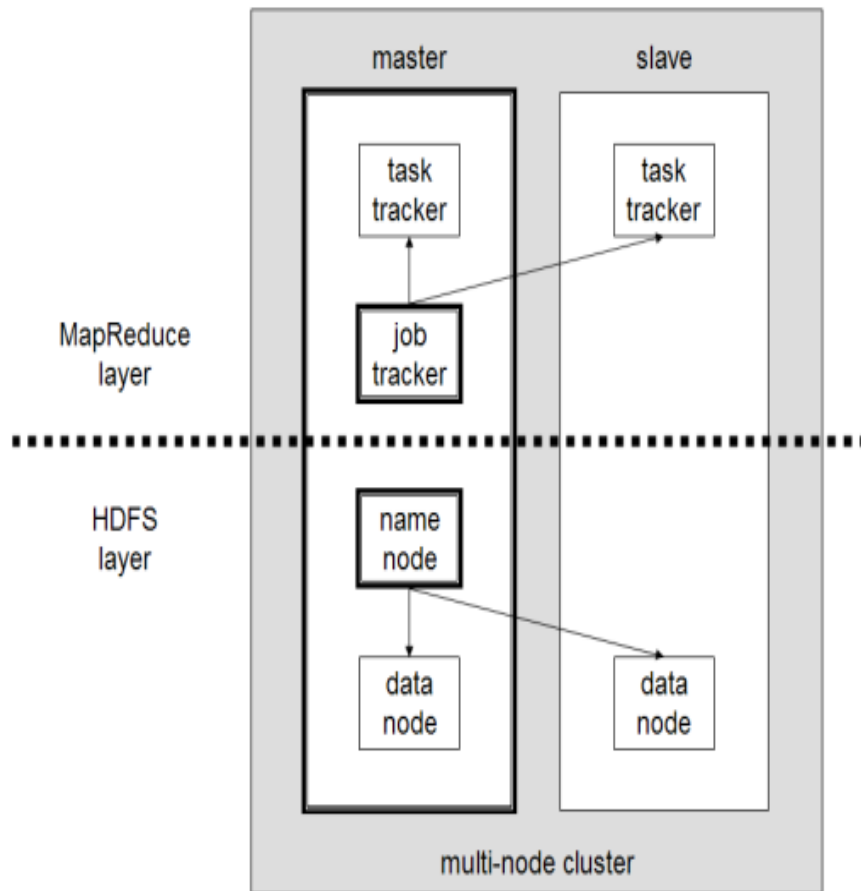 master
slave
task
tracker
task
tracker
MapReduce
layer
job
tracker
HDFS
layer
name
node
data
node
data
node
multi-node cluster